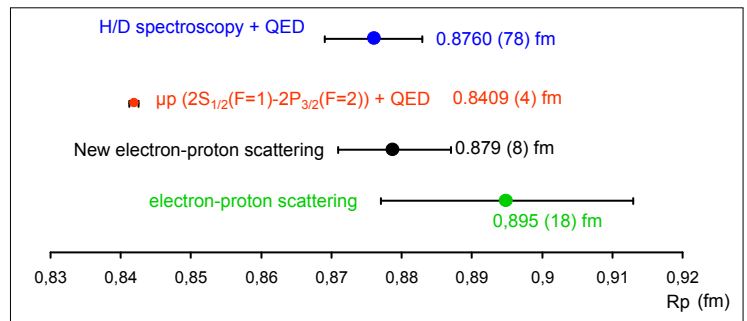 H/D spectroscopy + QED
0.8760 (78) fm
µp (2S1/2(F=1)-2P3/2(F=2)) + QED 0.8409 (4) fm
New electron-proton scattering 0.879 (8) fm
electron-proton scattering
0,895 (18) fm
0,83 0,84 0,85 0,86 0,87 0,88 0,89 0,9 0,91 0,92
Rp (fm)